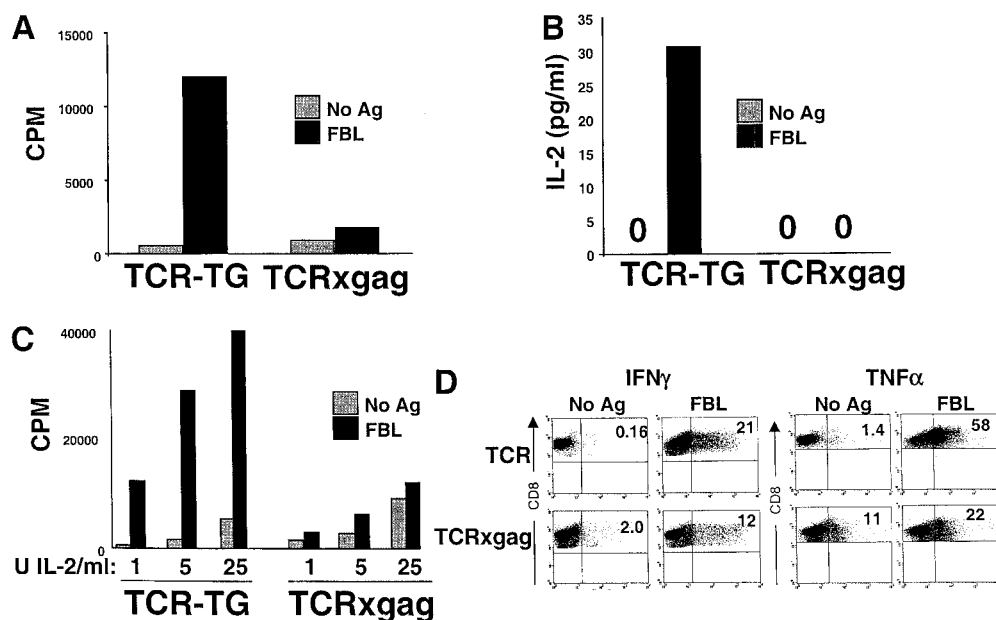 A
15000
10000
5000
0
CPM
No Ag
FBL
TCR-TG TCRxgag
B
35
30
25
20
15
10
5
0
IL-2 (pg/ml)
No Ag
FBL
0 0 0
TCR-TG TCRxgag
C
40000
20000
0
CPM
No Ag
FBL
U IL-2/ml: 1 5 25 1 5 25
TCR-TG TCRxgag
D
IFNγ TNFα
No Ag FBL No Ag FBL
TCR 0.16 21 1.4 58
CD8 CD8
TCRxgag 2.0 12 11 22